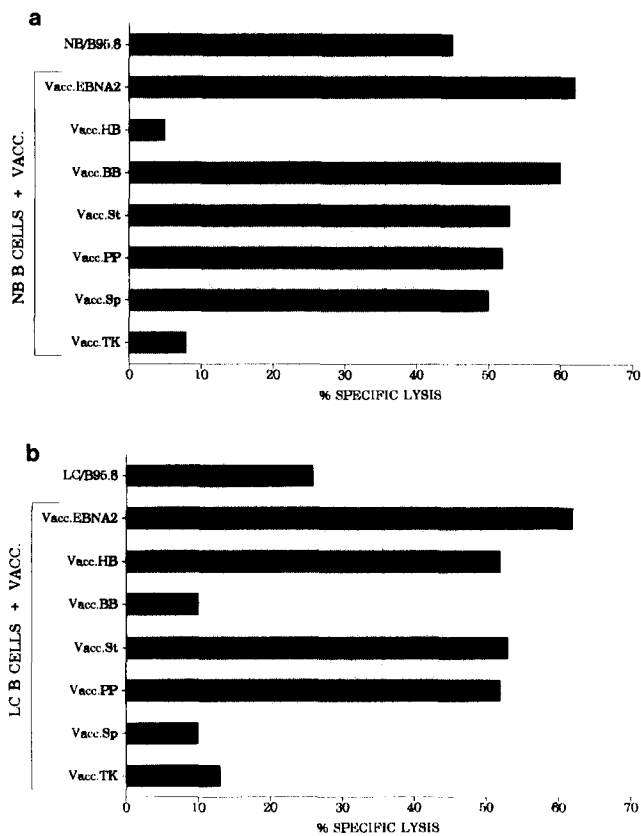 a
NB/B95.8
Vacc.EBNA2
Vacc.HB
Vacc.BB
Vacc.St
Vacc.PP
Vacc.Sp
Vacc.TK
NB B CELLS + VACC.
0 10 20 30 40 50 60 70
% SPECIFIC LYSIS
b
LC/B95.8
Vacc.EBNA2
Vacc.HB
Vacc.BB
Vacc.St
Vacc.PP
Vacc.Sp
Vacc.TK
LC B CELLS + VACC.
0 10 20 30 40 50 60 70
% SPECIFIC LYSIS